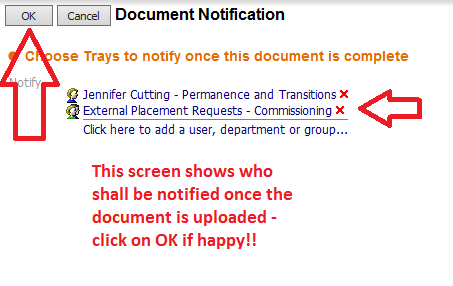 OK Cancel Document Notification
Choose Trays to notify once this document is complete
Notify
Jennifer Cutting - Permanence and Transitions
External Placement Requests - Commissioning
Click here to add a user, department or group...
This screen shows who
shall be notified once the
document is uploaded -
click on OK if happy!!